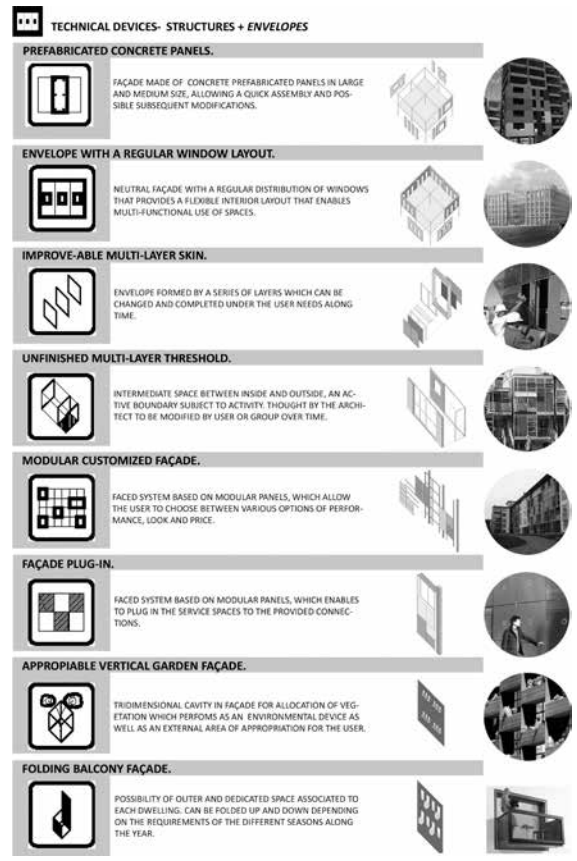 TECHNICAL DEVICES- STRUCTURES + ENVELOPES
PREFABRICATED CONCRETE PANELS.
FAÇADE MADE OF CONCRETE PREFABRICATED PANELS IN LARGE
AND MEDIUM SIZE, ALLOWING A QUICK ASSEMBLY AND POS-
SIBLE SUBSEQUENT MODIFICATIONS.
ENVELOPE WITH A REGULAR WINDOW LAYOUT.
NEUTRAL FAÇADE WITH A REGULAR DISTRIBUTION OF WINDOWS
THAT PROVIDES A FLEXIBLE INTERIOR LAYOUT THAT ENABLES
MULTI-FUNCTIONAL USE OF SPACES.
IMPROVE-ABLE MULTI-LAYER SKIN.
ENVELOPE FORMED BY A SERIES OF LAYERS WHICH CAN BE
CHANGED AND COMPLETED UNDER THE USER NEEDS ALONG
TIME.
UNFINISHED MULTI-LAYER THRESHOLD.
INTERMEDIATE SPACE BETWEEN INSIDE AND OUTSIDE, AN AC-
TIVE BOUNDARY SUBJECT TO ACTIVITY. THOUGHT BY THE ARCHI-
TECT TO BE MODIFIED BY USER OR GROUP OVER TIME.
MODULAR CUSTOMIZED FAÇADE.
FACED SYSTEM BASED ON MODULAR PANELS, WHICH ALLOW
THE USER TO CHOOSE BETWEEN VARIOUS OPTIONS OF PERFOR-
MANCE, LOOK AND PRICE.
FAÇADE PLUG-IN.
FACED SYSTEM BASED ON MODULAR PANELS, WHICH ENABLES
TO PLUG IN THE SERVICE SPACES TO THE PROVIDED CONNEC-
TIONS.
APPROPIABLE VERTICAL GARDEN FAÇADE.
TRIDIMENSIONAL CAVITY IN FAÇADE FOR ALLOCATION OF VEG-
ETATION WHICH PERFOMS AS AN ENVIRONMENTAL DEVICE AS
WELL AS AN EXTERNAL AREA OF APPROPRIATION FOR THE USER.
FOLDING BALCONY FAÇADE.
POSSIBILITY OF OUTER AND DEDICATED SPACE ASSOCIATED TO
EACH DWELLING. CAN BE FOLDED UP AND DOWN DEPENDING
ON THE REQUIREMENTS OF THE DIFFERENT SEASONS ALONG
THE YEAR.